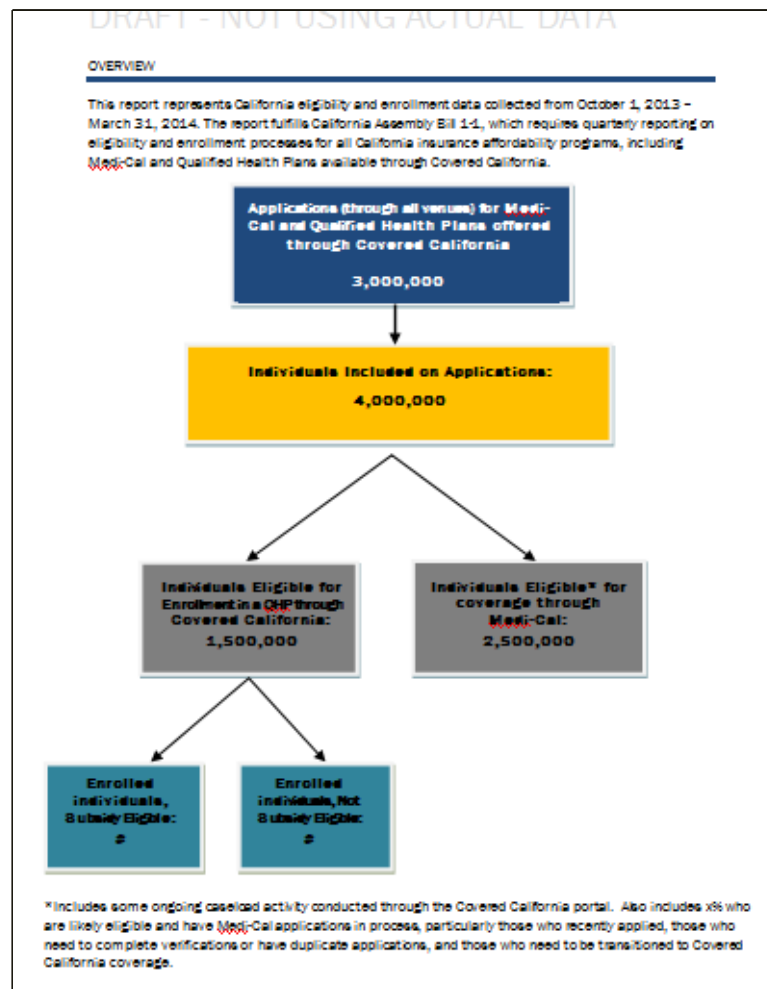 DRAFT - NOT USING ACTUAL DATA
OVERVIEW
This report represents California eligibility and enrollment data collected from October 1, 2013 –
March 31, 2014. The report fulfills California Assembly Bill 1-1, which requires quarterly reporting on
eligibility and enrollment processes for all California insurance affordability programs, including
Medi-Cal and Qualified Health Plans available through Covered California.
Applications (through all venues) for Medi-
Cal and Qualified Health Plans offered
through Covered California
3,000,000
Individuals Included on Applications:
4,000,000
Individuals Eligible for
Enrollment in a QHP through
Covered California:
1,500,000
Individuals Eligible* for
coverage through
Medi-Cal:
2,500,000
Enrolled
individuals,
Subsidy Eligible:
#
Enrolled
individuals, Not
Subsidy Eligible:
#
*Includes some ongoing caseload activity conducted through the Covered California portal.  Also includes x% who
are likely eligible and have Medi-Cal applications in process, particularly those who recently applied, those who
need to complete verifications or have duplicate applications, and those who need to be transitioned to Covered
California coverage.